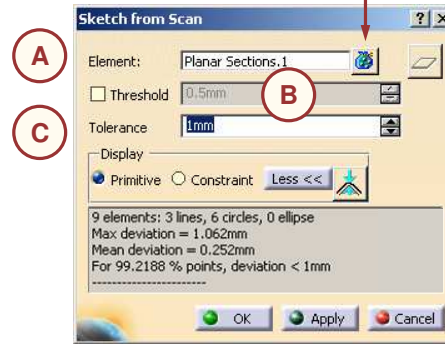 Sketch from Scan
A
Element: Planar Sections.1
Threshold 0.5mm
B
C
Tolerance 1mm
Display
Primitive Constraint Less <<
9 elements: 3 lines, 6 circles, 0 ellipse
Max deviation = 1.062mm
Mean deviation = 0.252mm
For 99.2188 % points, deviation < 1mm
----------------------
OK Apply Cancel